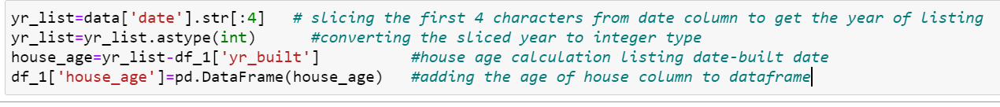 yr_list=data['date'].str[:4]   # slicing the first 4 characters from date column to get the year of listing
yr_list=yr_list.astype(int)      #converting the sliced year to integer type
house_age=yr_list-df_1['yr_built']          #house age calculation listing date-built date
df_1['house_age']=pd.DataFrame(house_age)   #adding the age of house column to dataframe